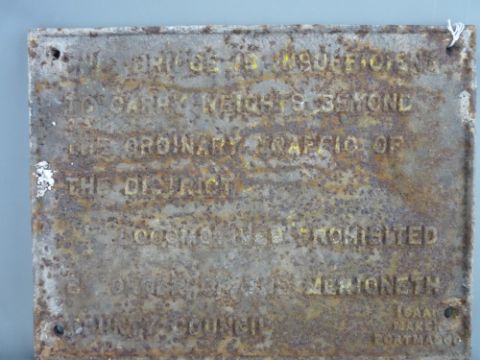 THIS BRIDGE IS INSUFFICIENT
TO CARRY WEIGHTS BEYOND
THE ORDINARY TRAFFIC OF
THE DISTRICT
LOCOMOTIVES PROHIBITED
MERIONETH
COUNTY COUNCIL
ISAAC
MAKER
PORTMADOC